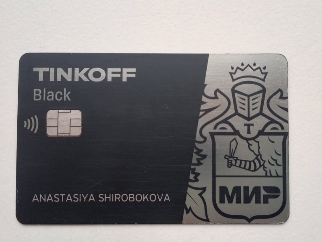 TINKOFF
Black
T
ANASTASIYA SHIROBOKOVA
МИР